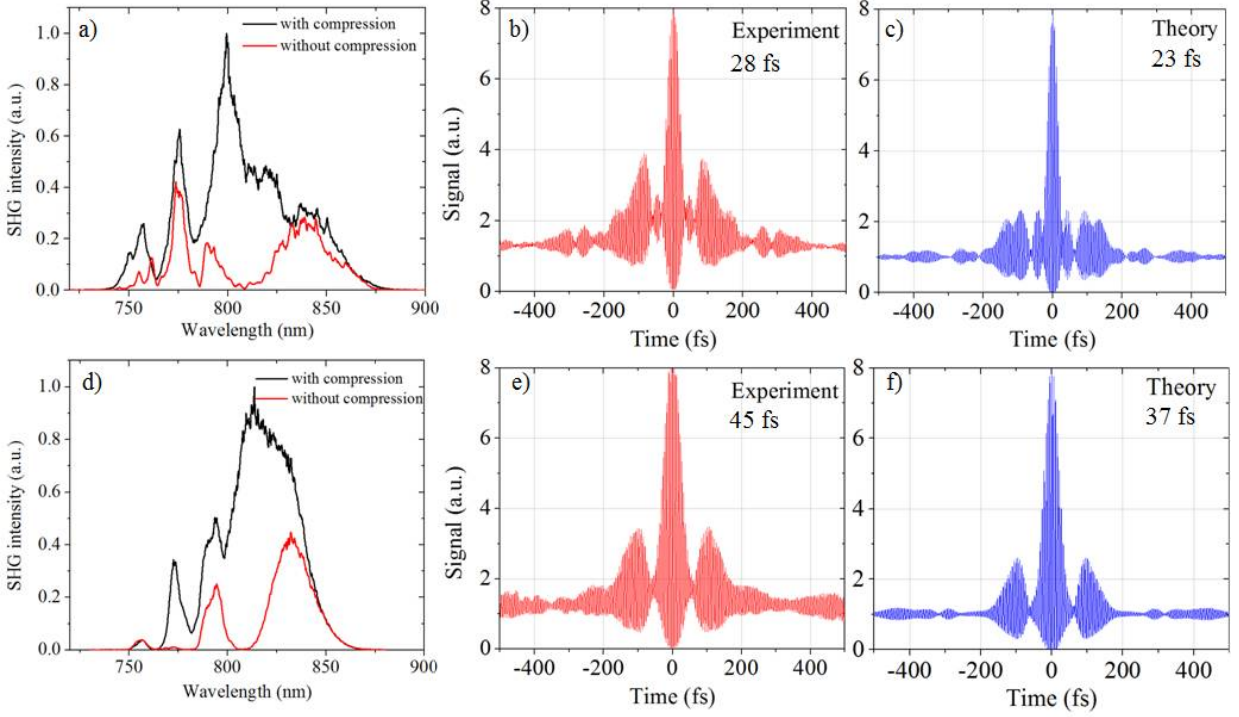 a)
with compression
without compression
SHG intensity (a.u.)
1.0
0.8
0.6
0.4
0.2
0.0
750 800 850 900
Wavelength (nm)
b)
Experiment
28 fs
Signal (a.u.)
8
6
4
2
0
-400 -200 0 200 400
Time (fs)
c)
Theory
23 fs
8
6
4
2
0
-400 -200 0 200 400
Time (fs)
d)
with compression
without compression
SHG intensity (a.u.)
1.0
0.8
0.6
0.4
0.2
0.0
750 800 850 900
Wavelength (nm)
e)
Experiment
45 fs
Signal (a.u.)
8
6
4
2
0
-400 -200 0 200 400
Time (fs)
f)
Theory
37 fs
8
6
4
2
0
-400 -200 0 200 400
Time (fs)